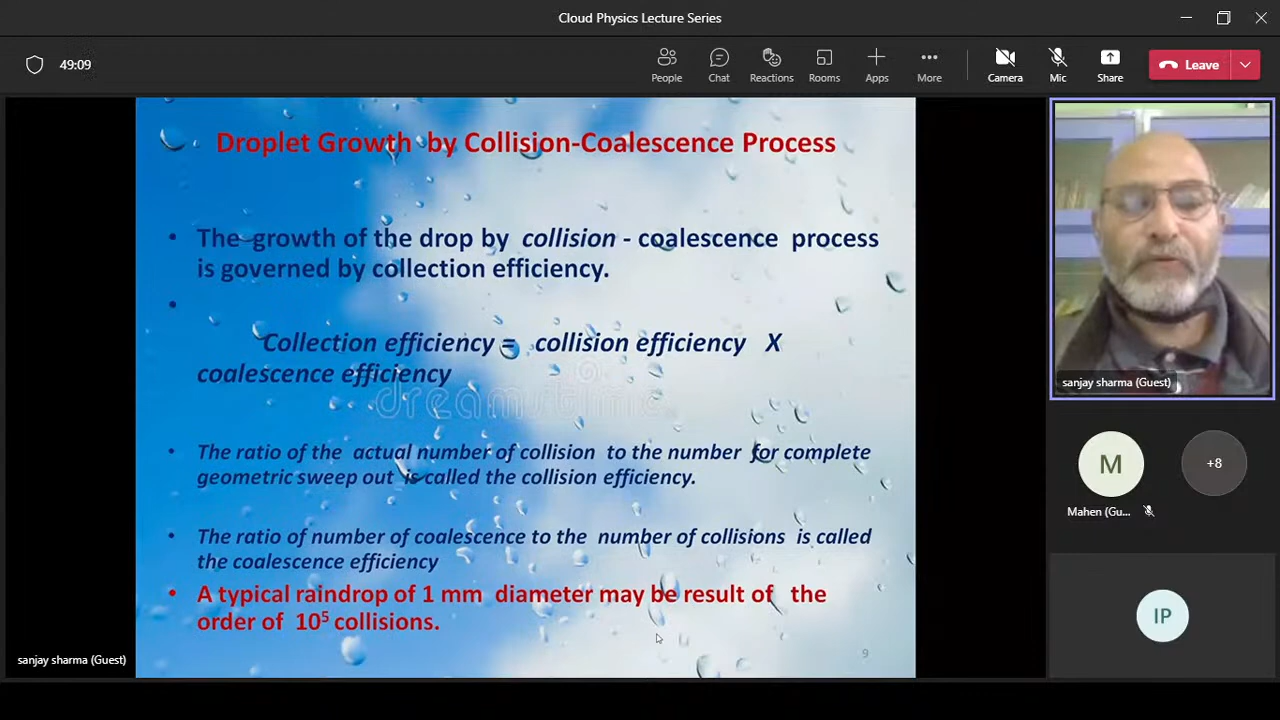 Cloud Physics Lecture Series
49:09
People
Chat
Reactions
Rooms
Apps
More
Camera
Mic
Share
Leave
Droplet Growth by Collision-Coalescence Process
• The growth of the drop by collision - coalescence process
is governed by collection efficiency.
•
Collection efficiency = collision efficiency X
coalescence efficiency
dreamstime
• The ratio of the actual number of collision to the number for complete
geometric sweep out is called the collision efficiency.
• The ratio of number of coalescence to the number of collisions is called
the coalescence efficiency
• A typical raindrop of 1 mm diameter may be result of the
order of 10⁵ collisions.
9
sanjay sharma (Guest)
sanjay sharma (Guest)
M
+8
Mahen (Gu...
IP